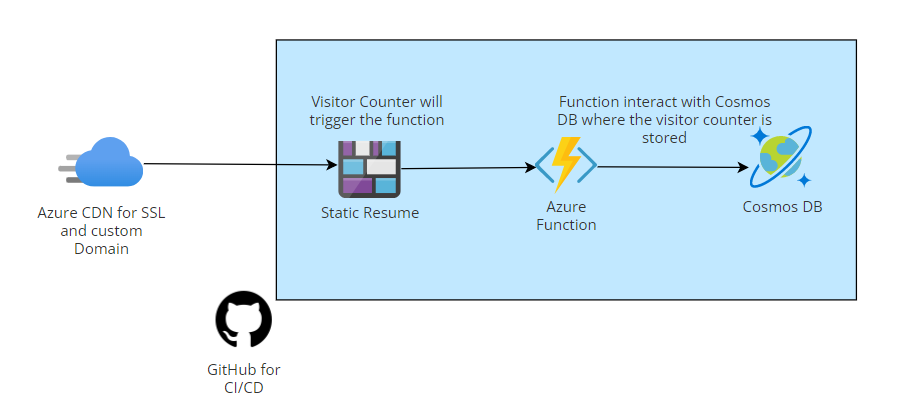 Visitor Counter will
trigger the function
Function interact with Cosmos
DB where the visitor counter is
stored
Azure CDN for SSL
and custom
Domain
Static Resume
Azure
Function
Cosmos DB
GitHub for
CI/CD